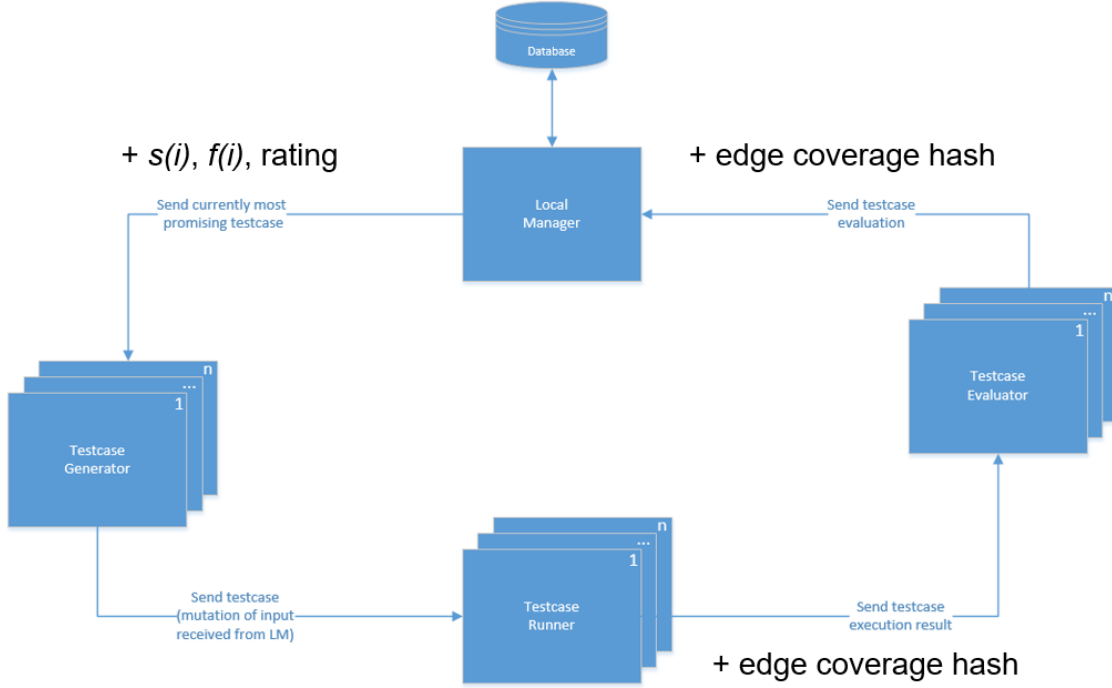 Database
+ s(i), f(i), rating
+ edge coverage hash
Send currently most
promising testcase
Local
Manager
Send testcase
evaluation
n
...
1
Testcase
Generator
n
...
1
Testcase
Evaluator
Send testcase
(mutation of input
received from LM)
n
...
1
Testcase
Runner
Send testcase
execution result
+ edge coverage hash